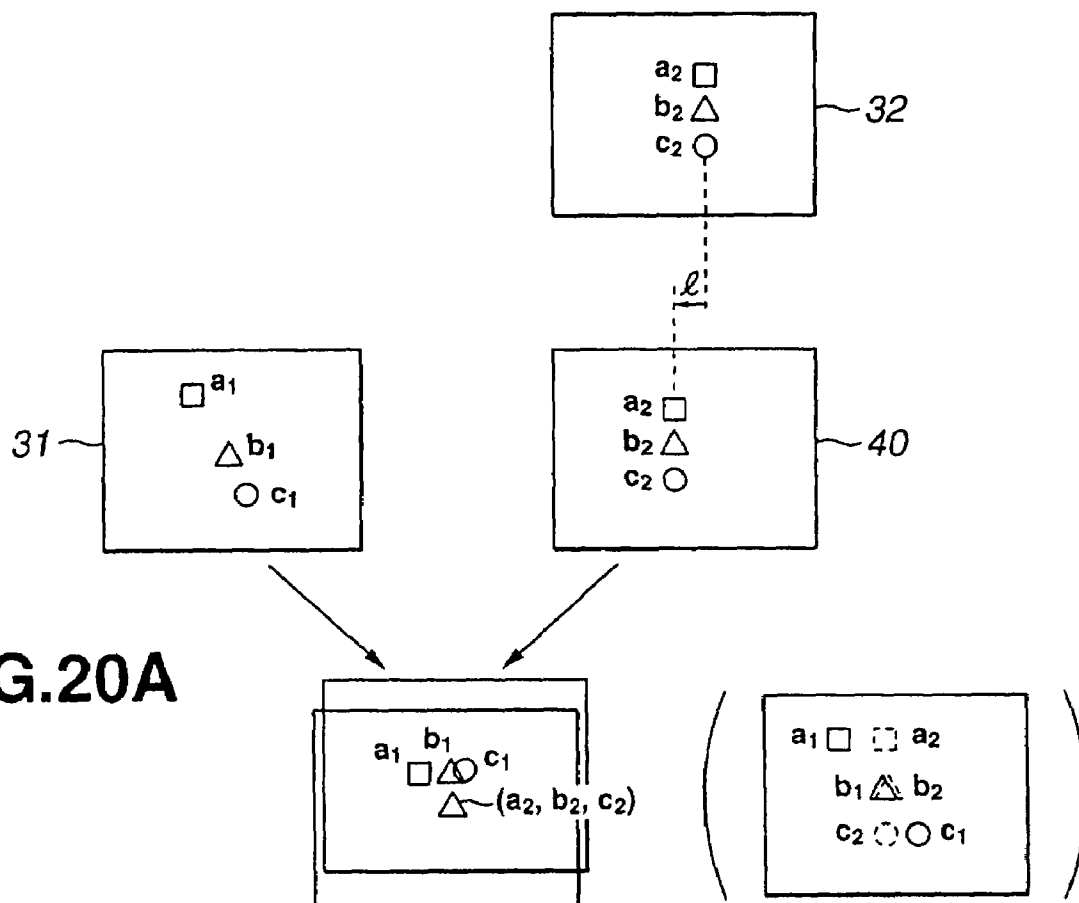 a2
b2
c2
32
ℓ
a1
b1
c1
31
a2
b2
c2
40
G.20A
a1 b1 c1
(a2, b2, c2)
a1 a2
b1 b2
c2 c1